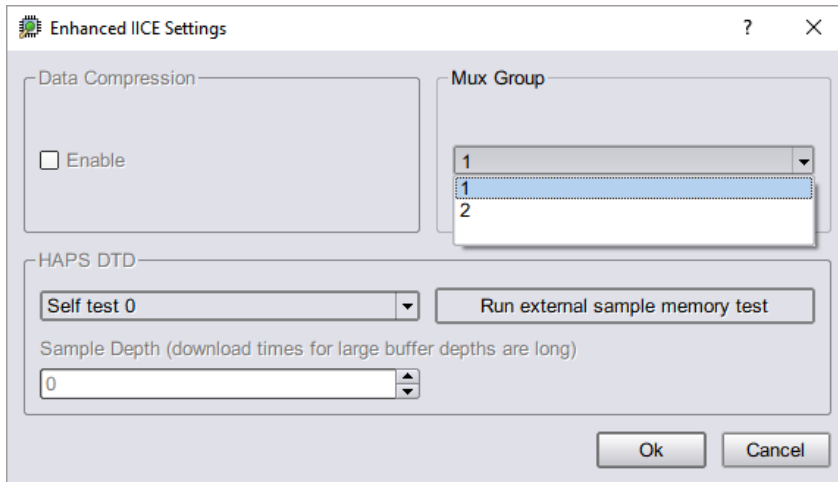 Enhanced IICE Settings ?
Data Compression
Mux Group
Enable
1
1
2
HAPS DTD
Self test 0
Run external sample memory test
Sample Depth (download times for large buffer depths are long)
0
Ok
Cancel